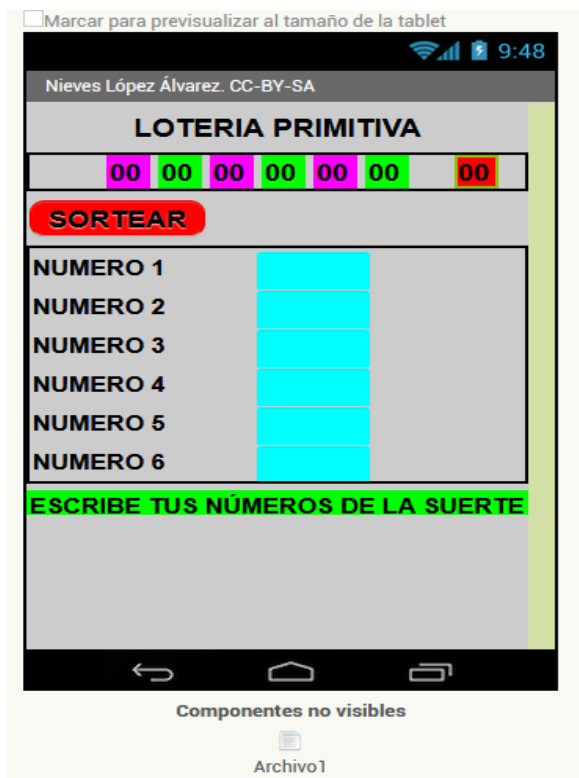 Marcar para previsualizar al tamaño de la tablet
9:48
Nieves López Álvarez. CC-BY-SA
LOTERIA PRIMITIVA
00 00 00 00 00 00 00
SORTEAR
NUMERO 1
NUMERO 2
NUMERO 3
NUMERO 4
NUMERO 5
NUMERO 6
ESCRIBE TUS NÚMEROS DE LA SUERTE
Componentes no visibles
Archivo1